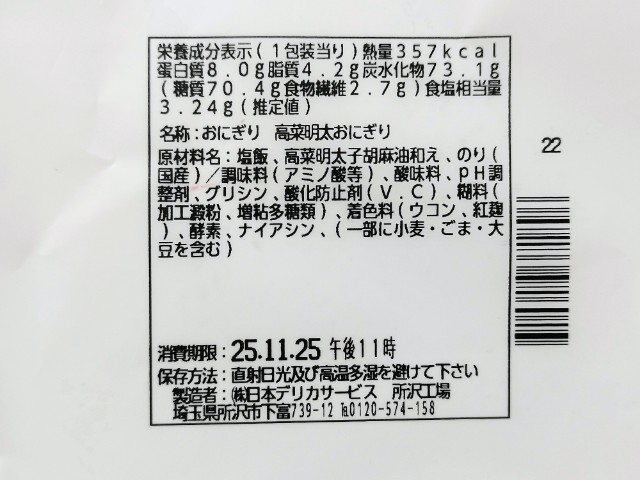 栄養成分表示(1包装当り)熱量357kcal
蛋白質8.0g脂質4.2g炭水化物73.1g
(糖質70.4g食物繊維2.7g)食塩相当量
3.24g(推定値)
名称:おにぎり 高菜明太おにぎり
原材料名:塩飯、高菜明太子胡麻油和え、のり(
国産)/調味料(アミノ酸等)、酸味料、pH調
整剤、グリシン、酸化防止剤(V.C)、糊料(
加工澱粉、増粘多糖類)、着色料(ウコン、紅麹
)、酵素、ナイアシン、(一部に小麦・ごま・大
豆を含む)
22
消費期限:25.11.25 午後11時
保存方法:直射日光及び高温多湿を避けて下さい
製造者:㈱日本デリカサービス 所沢工場
埼玉県所沢市下富739-12 ℡0120-574-158